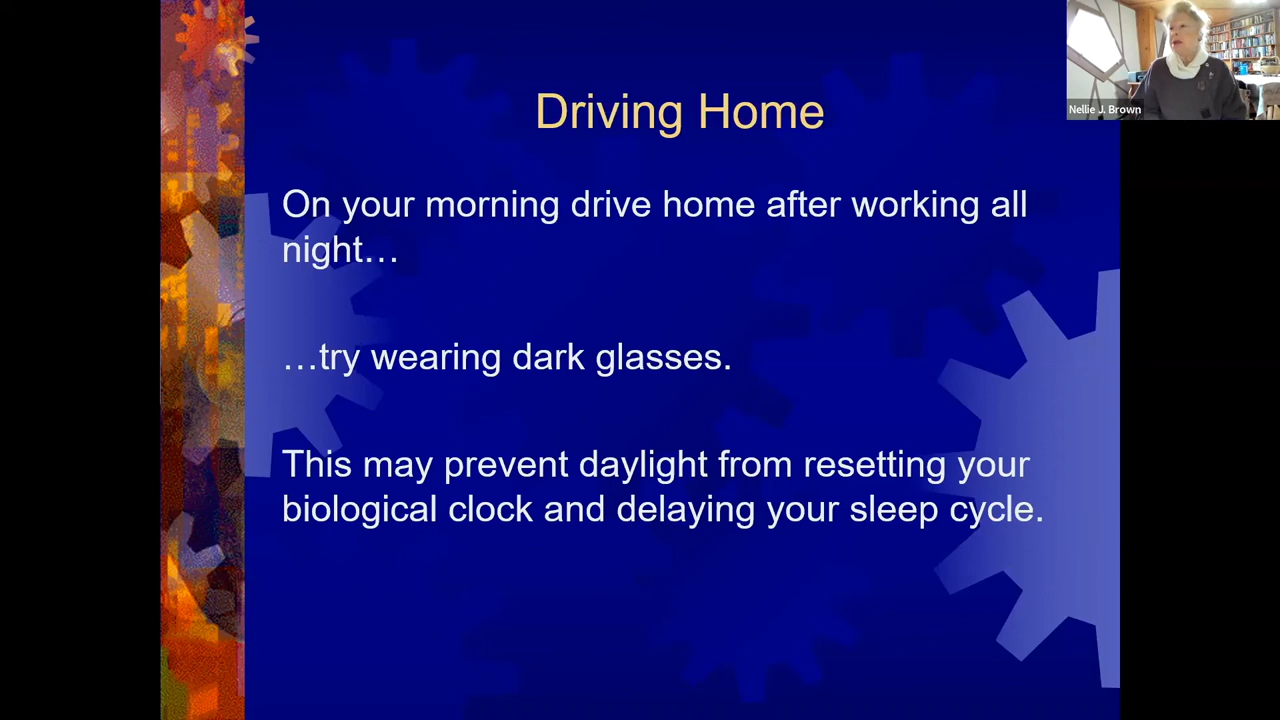 Driving Home
Nellie J. Brown
On your morning drive home after working all
night…
…try wearing dark glasses.
This may prevent daylight from resetting your
biological clock and delaying your sleep cycle.